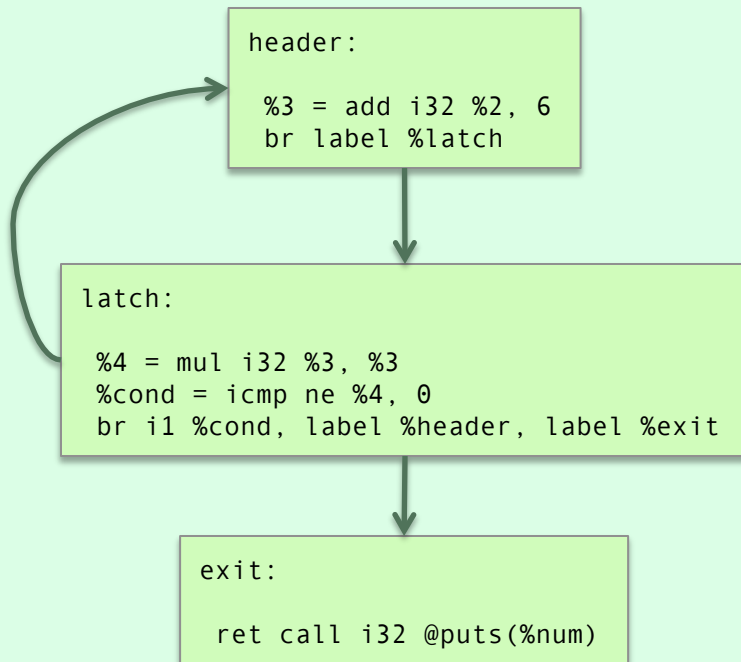 header:
%3 = add i32 %2, 6
br label %latch
latch:
%4 = mul i32 %3, %3
%cond = icmp ne %4, 0
br i1 %cond, label %header, label %exit
exit:
ret call i32 @puts(%num)